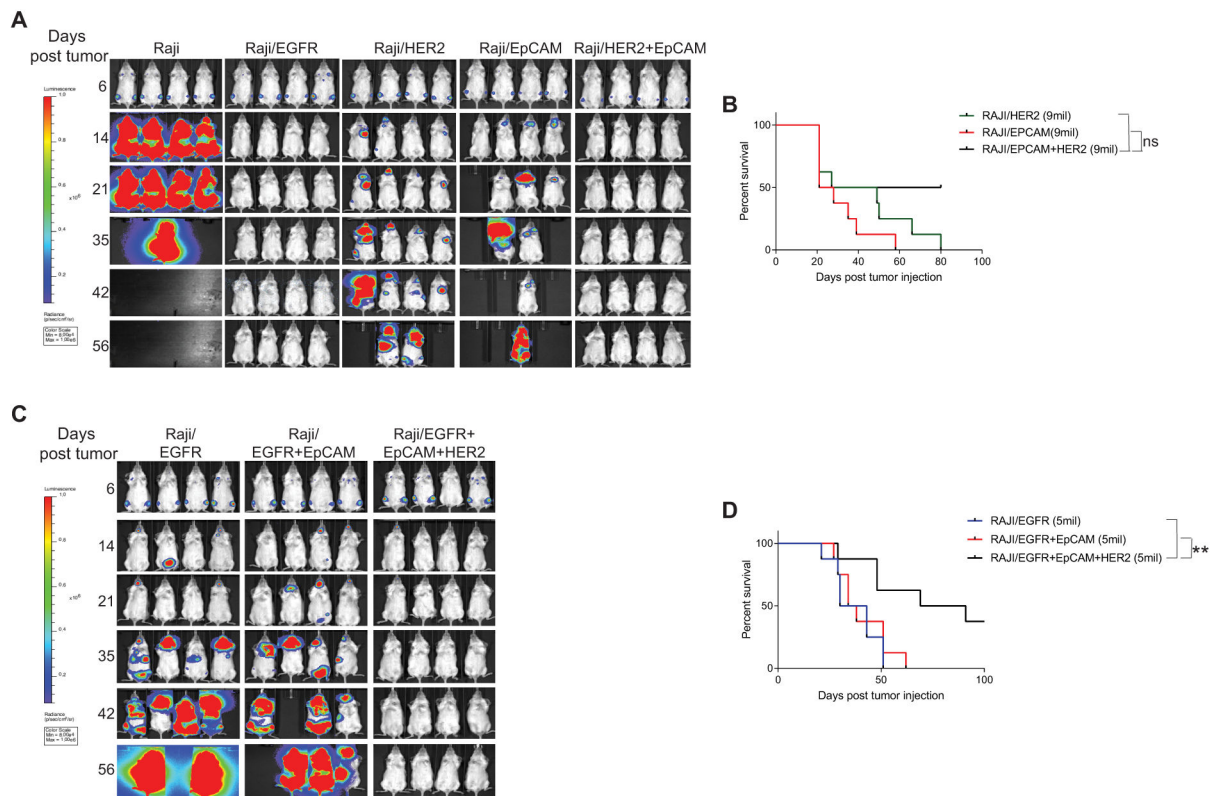 A
Days
post tumor
Raji
Raji/EGFR
Raji/HER2
Raji/EpCAM
Raji/HER2+EpCAM
Luminescence
1.0
0.8
0.6
x10⁶
0.4
0.2
Radiance
(p/sec/cm²/sr)
Color Scale
Min = 8.00e4
Max = 1.00e6
6
14
21
35
42
56
B
RAJI/HER2 (9mil)
RAJI/EPCAM(9mil)
RAJI/EPCAM+HER2 (9mil)
ns
Percent survival
100
50
0
0 20 40 60 80 100
Days post tumor injection
C
Days
post tumor
Raji/
EGFR
Raji/
EGFR+EpCAM
Raji/EGFR+
EpCAM+HER2
Luminescence
1.0
0.8
0.6
x10⁶
0.4
0.2
Radiance
(p/sec/cm²/sr)
Color Scale
Min = 8.00e4
Max = 1.00e6
6
14
21
35
42
56
D
RAJI/EGFR (5mil)
RAJI/EGFR+EpCAM (5mil)
RAJI/EGFR+EpCAM+HER2 (5mil)
**
Percent survival
100
50
0
0 50 100
Days post tumor injection